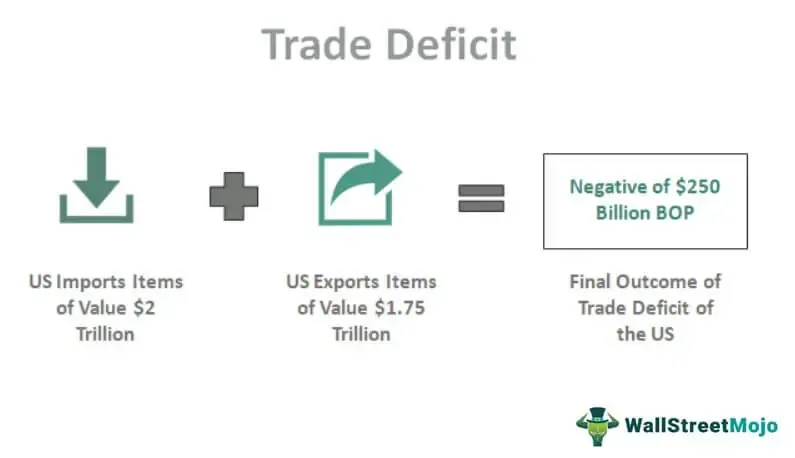 Trade Deficit
Negative of $250
Billion BOP
US Imports Items
of Value $2
Trillion
US Exports Items
of Value $1.75
Trillion
Final Outcome of
Trade Deficit of
the US
WallStreetMojo